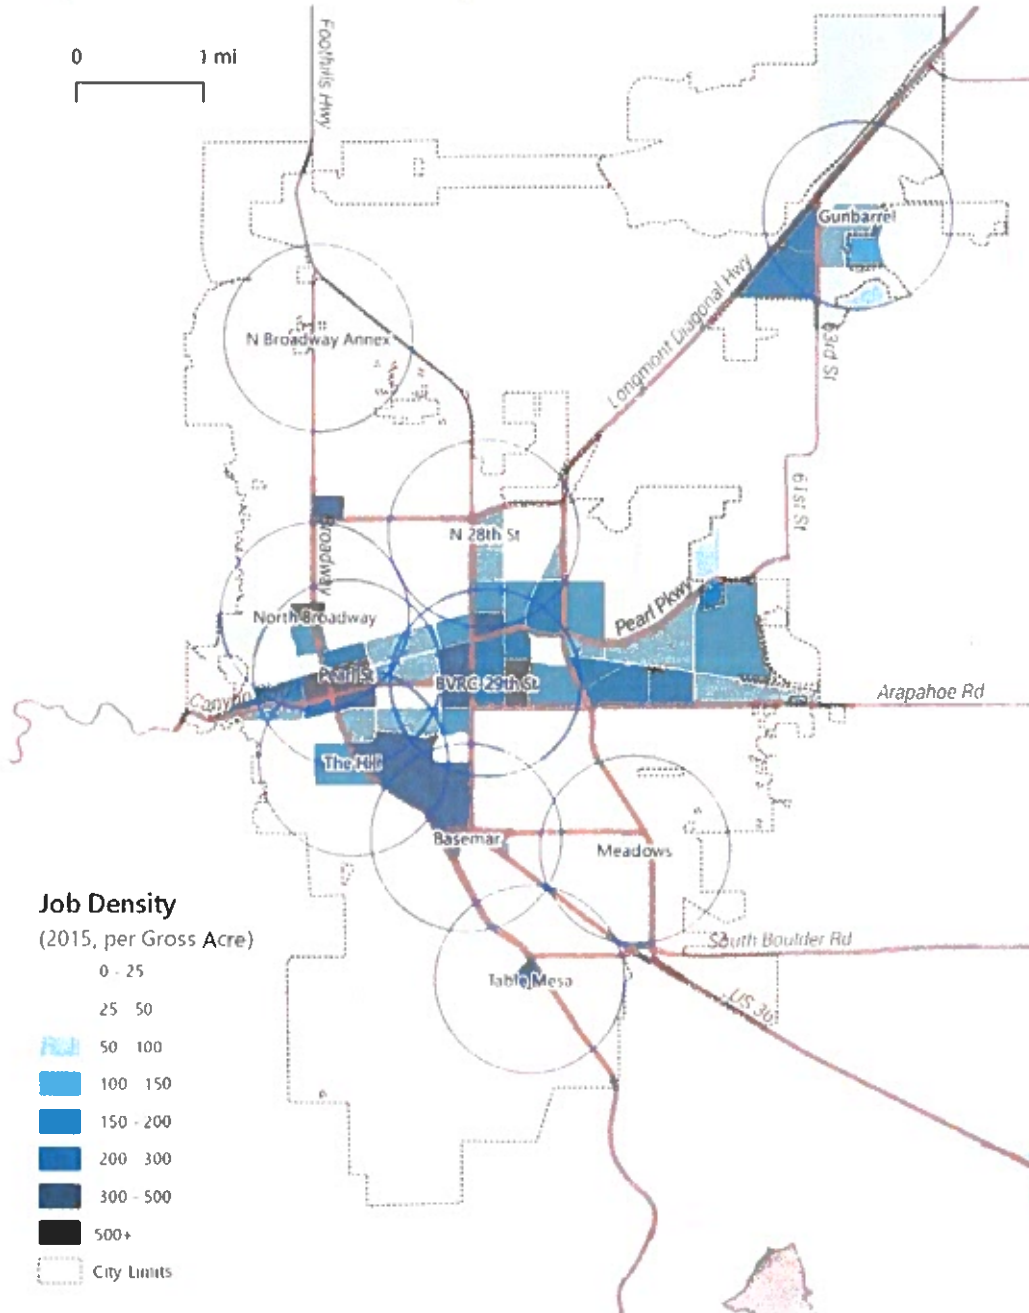 0 1 mi
Foothills Hwy
Gunbarrel
N Broadway Annex
Longmont Diagonal Hwy
63rd St
61st St
N 28th St
Broadway
North Broadway
Pearl Pkwy
Pearl St
BVRC 29th St
Canyon
Arapahoe Rd
The Hill
Basemar
Meadows
South Boulder Rd
Table Mesa
US 36
Job Density
(2015, per Gross Acre)
0 - 25
25 50
50 100
100 150
150 - 200
200 300
300 - 500
500+
City Limits